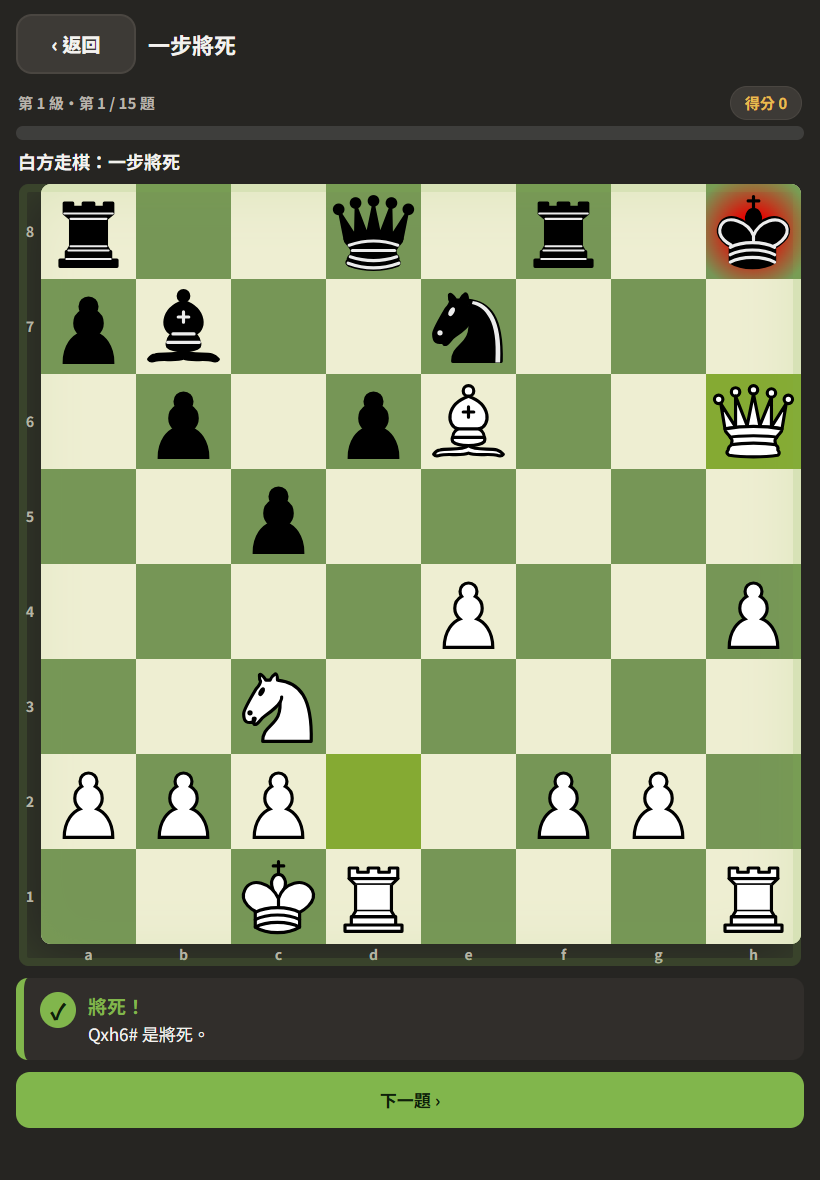 ‹ 返回
一步將死
第 1 級・第 1 / 15 題
得分 0
白方走棋：一步將死
8
7
6
5
4
3
2
1
a b c d e f g h
✓
將死！
Qxh6# 是將死。
下一題 ›